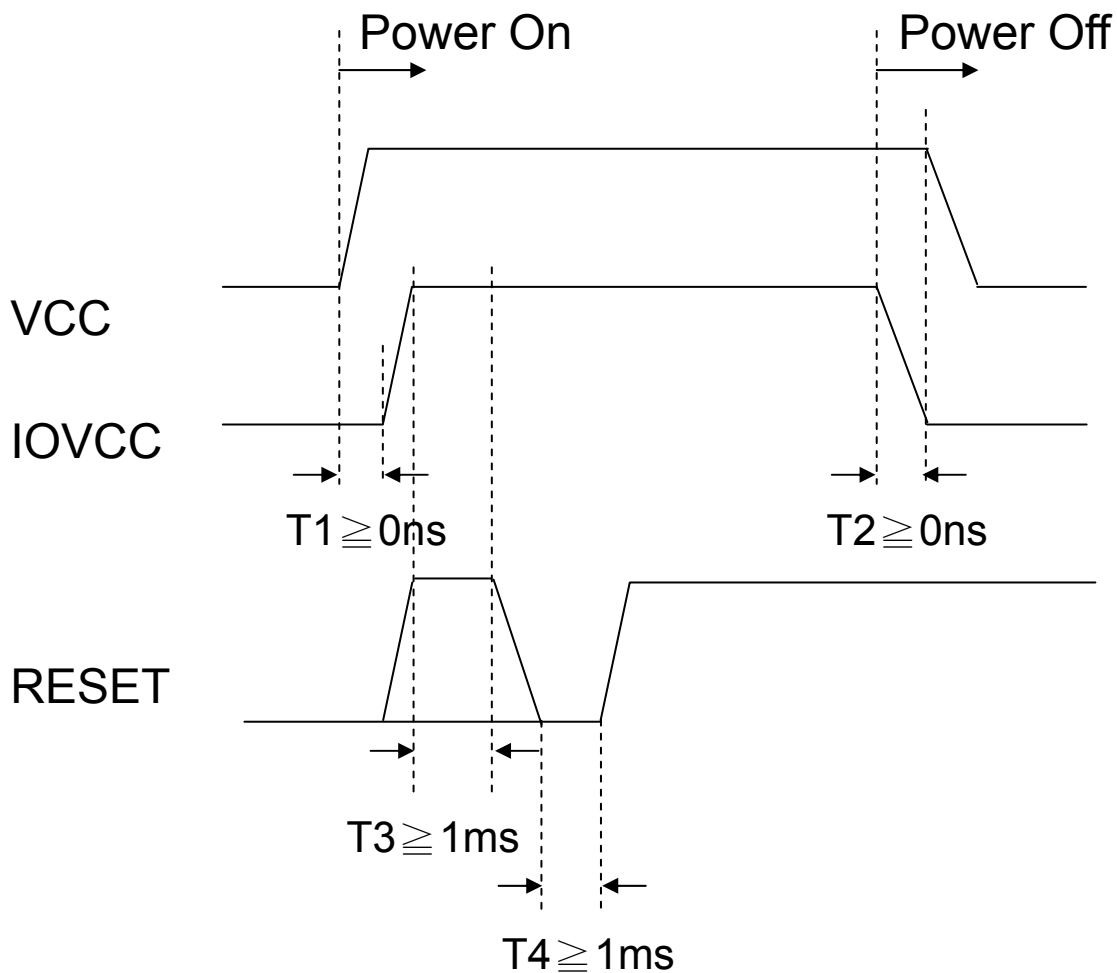 Power On
Power Off
VCC
IOVCC
T1≧0ns
T2≧0ns
RESET
T3≧1ms
T4≧1ms